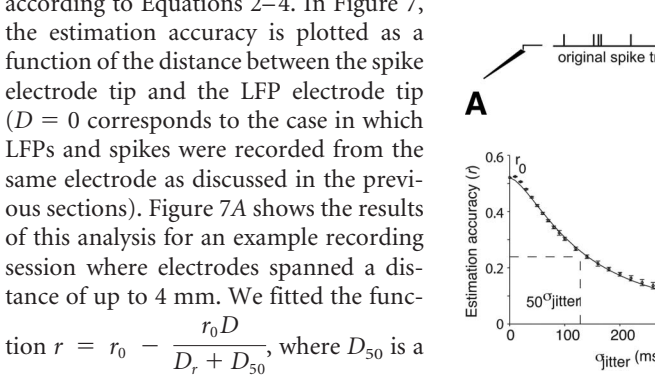 according to Equations 2–4. In Figure 7,
the estimation accuracy is plotted as a
function of the distance between the spike
electrode tip and the LFP electrode tip
(D = 0 corresponds to the case in which
LFPs and spikes were recorded from the
same electrode as discussed in the previ-
ous sections). Figure 7A shows the results
of this analysis for an example recording
session where electrodes spanned a dis-
tance of up to 4 mm. We fitted the func-
tion r = r₀ − r₀D / (Dᵣ + D₅₀), where D₅₀ is a
original spike tr
A
Estimation accuracy (r)
0.6
r₀
0.4
0.2
50σjitter
0
0 100 200
σjitter (ms